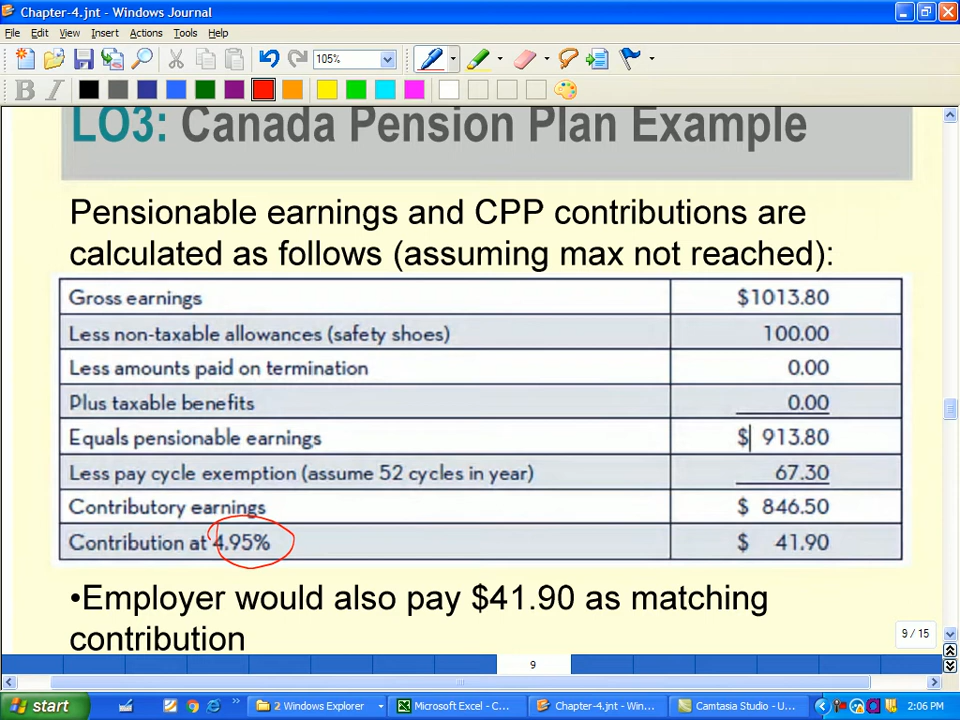 Chapter-4.jnt - Windows Journal
File Edit View Insert Actions Tools Help
105%
B I
LO3: Canada Pension Plan Example
Pensionable earnings and CPP contributions are
calculated as follows (assuming max not reached):
Gross earnings $1013.80
Less non-taxable allowances (safety shoes) 100.00
Less amounts paid on termination 0.00
Plus taxable benefits 0.00
Equals pensionable earnings $ 913.80
Less pay cycle exemption (assume 52 cycles in year) 67.30
Contributory earnings $ 846.50
Contribution at 4.95% $ 41.90
•Employer would also pay $41.90 as matching
contribution
9 / 15
9
start 2 Windows Explorer Microsoft Excel - C... Chapter-4.jnt - Win... Camtasia Studio - U... 2:06 PM